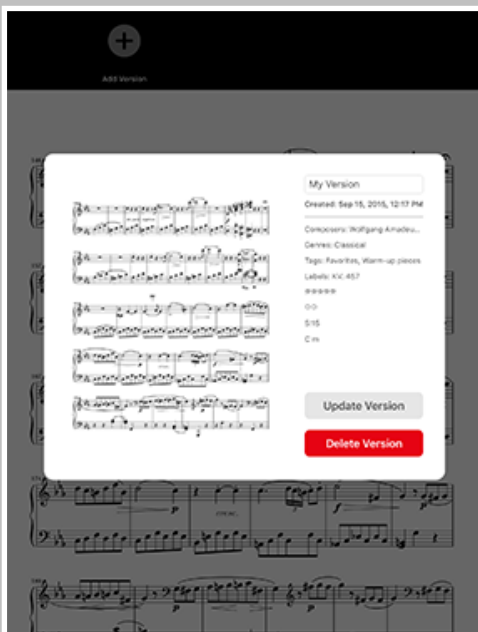 Add Version
My Version
Created: Sep 15, 2015, 12:17 PM
Composers: Wolfgang Amadeu...
Genres: Classical
Tags: Favorites, Warm-up pieces
Labels: KV. 457
5:15
C m
Update Version
Delete Version
p
p
p
p
p